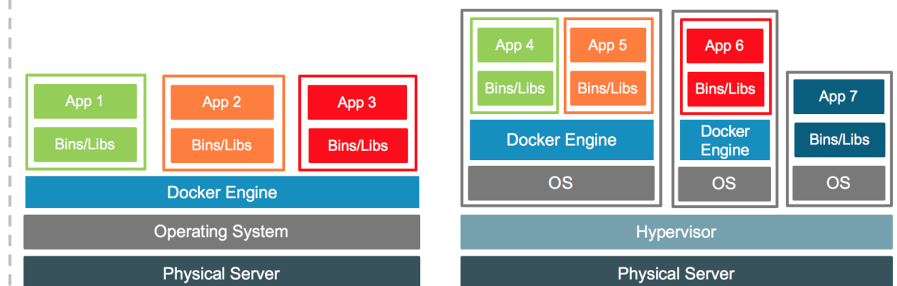 App 1
Bins/Libs
App 2
Bins/Libs
App 3
Bins/Libs
Docker Engine
Operating System
Physical Server
App 4
Bins/Libs
App 5
Bins/Libs
Docker Engine
OS
App 6
Bins/Libs
Docker
Engine
OS
App 7
Bins/Libs
OS
Hypervisor
Physical Server